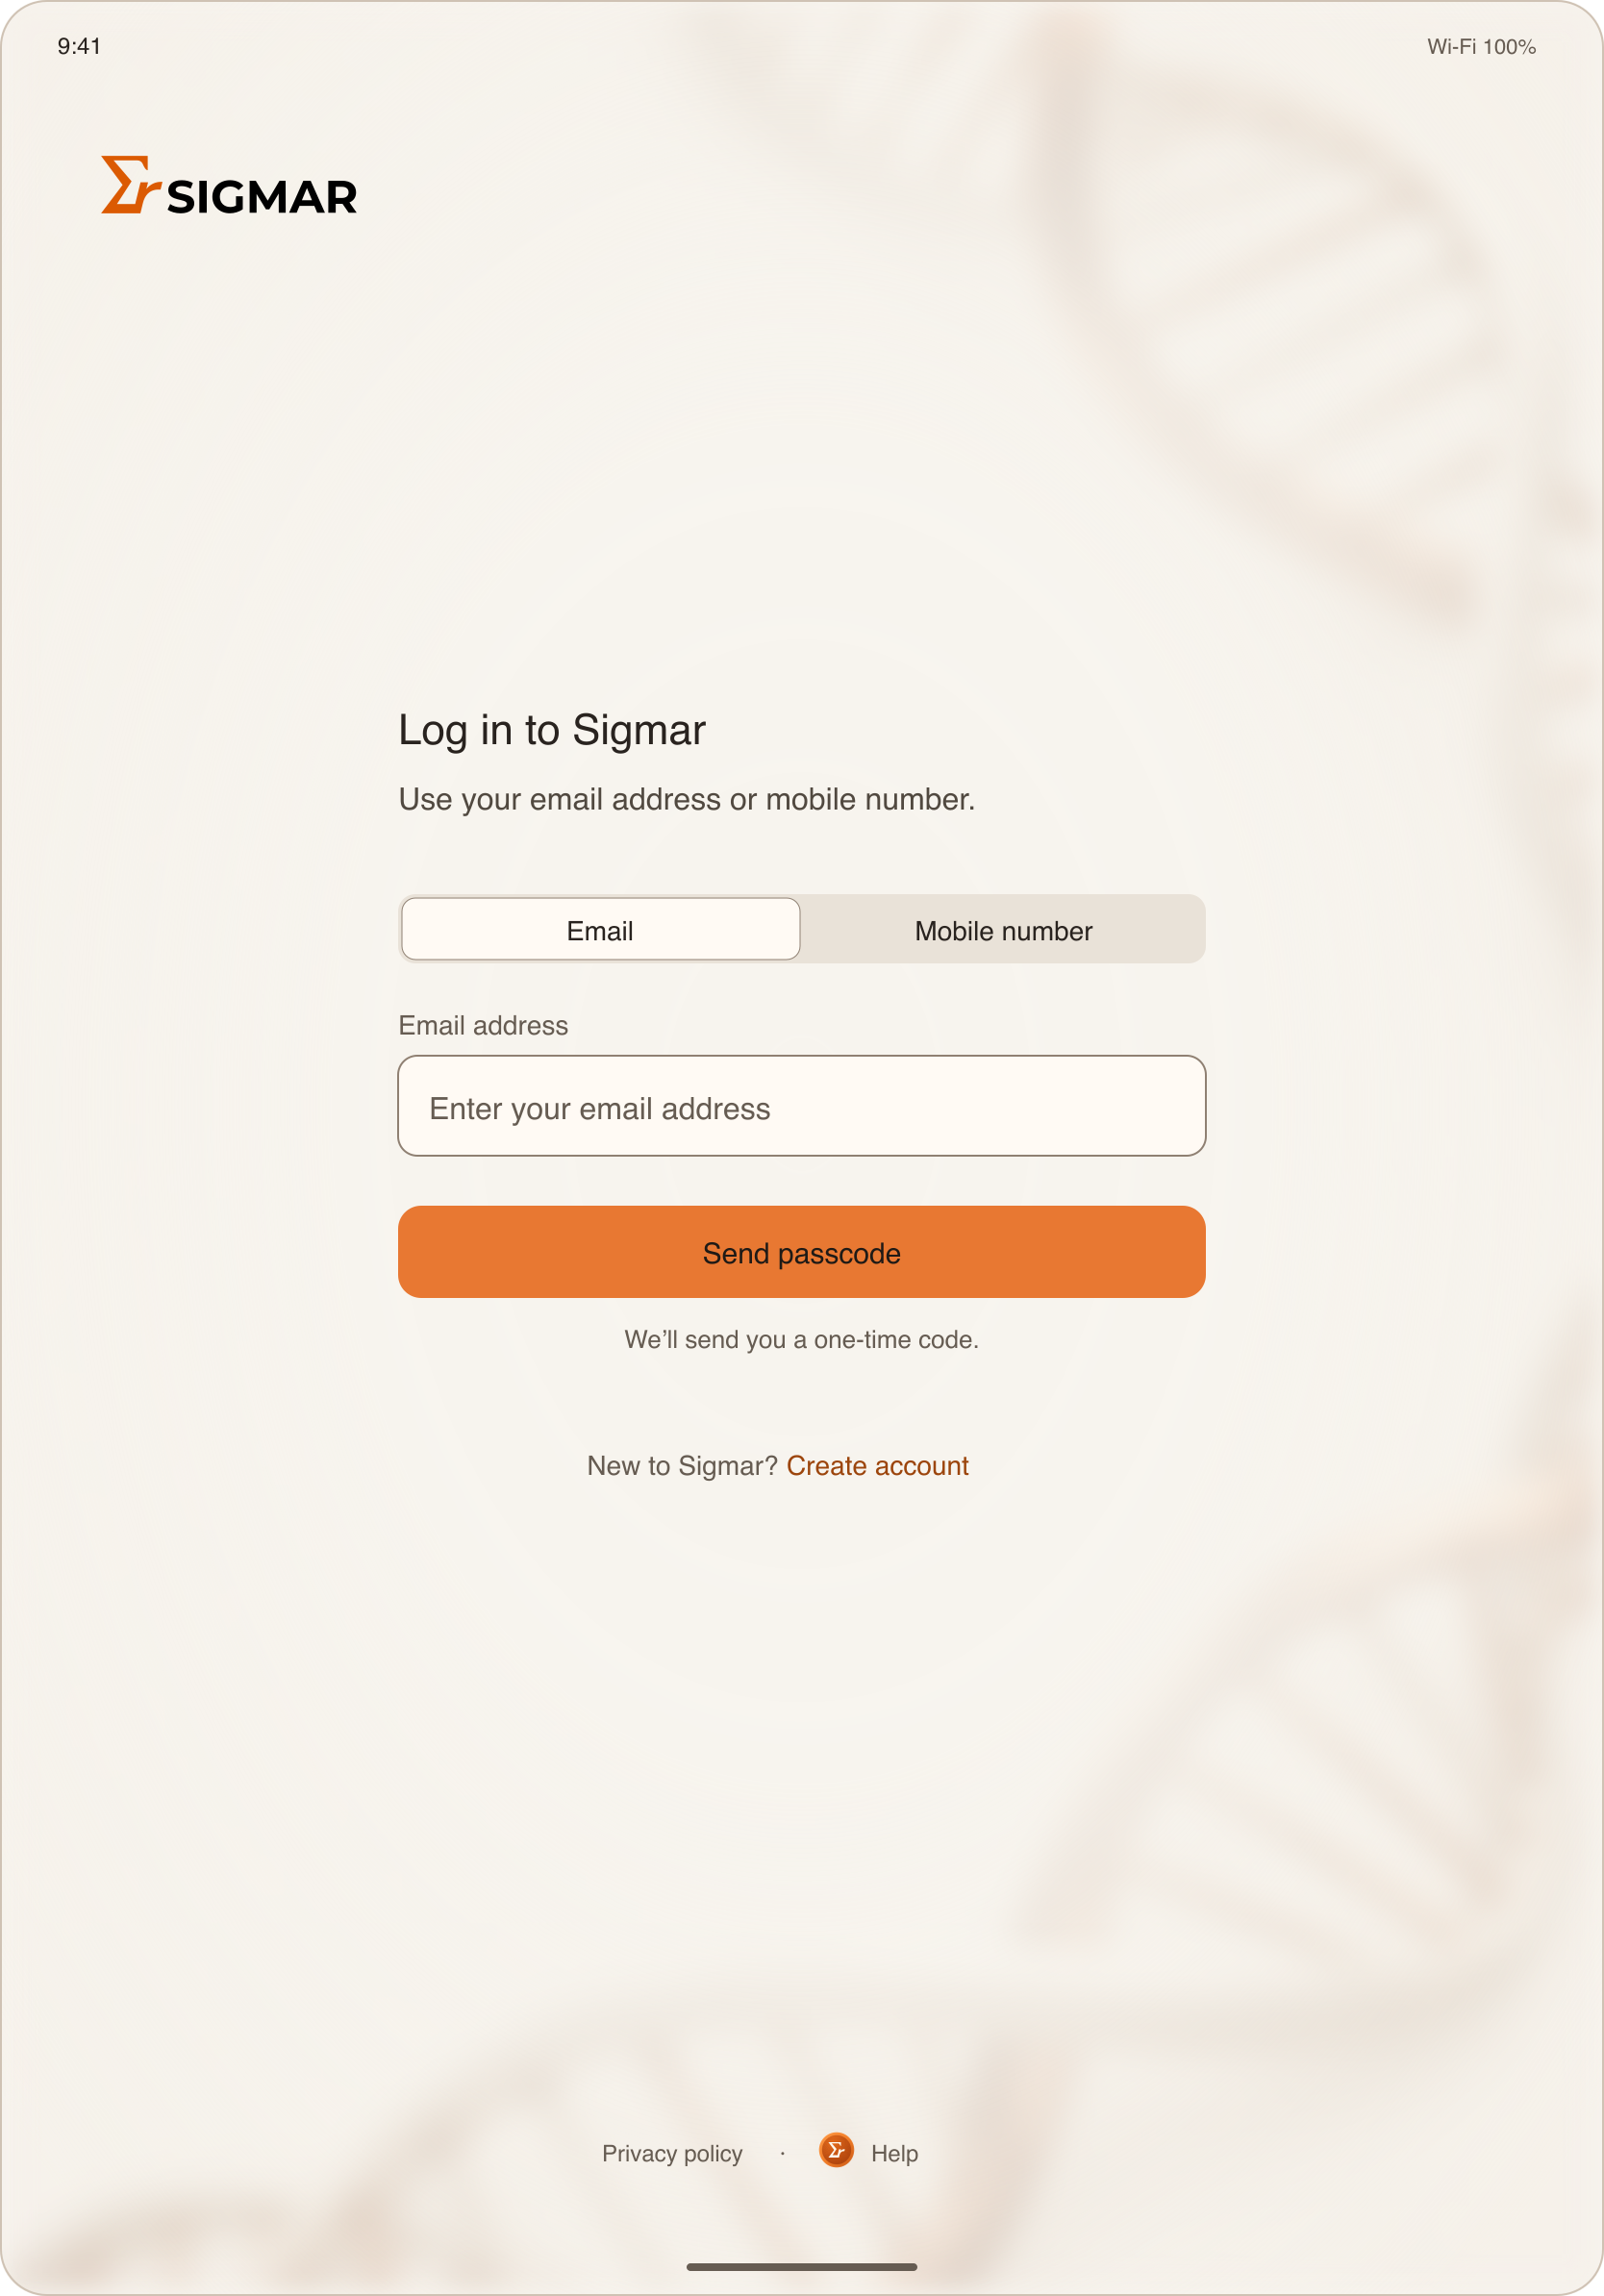 9:41
Wi-Fi 100%
Σr SIGMAR
Log in to Sigmar
Use your email address or mobile number.
Email
Mobile number
Email address
Enter your email address
Send passcode
We’ll send you a one-time code.
New to Sigmar? Create account
Privacy policy · Σr Help